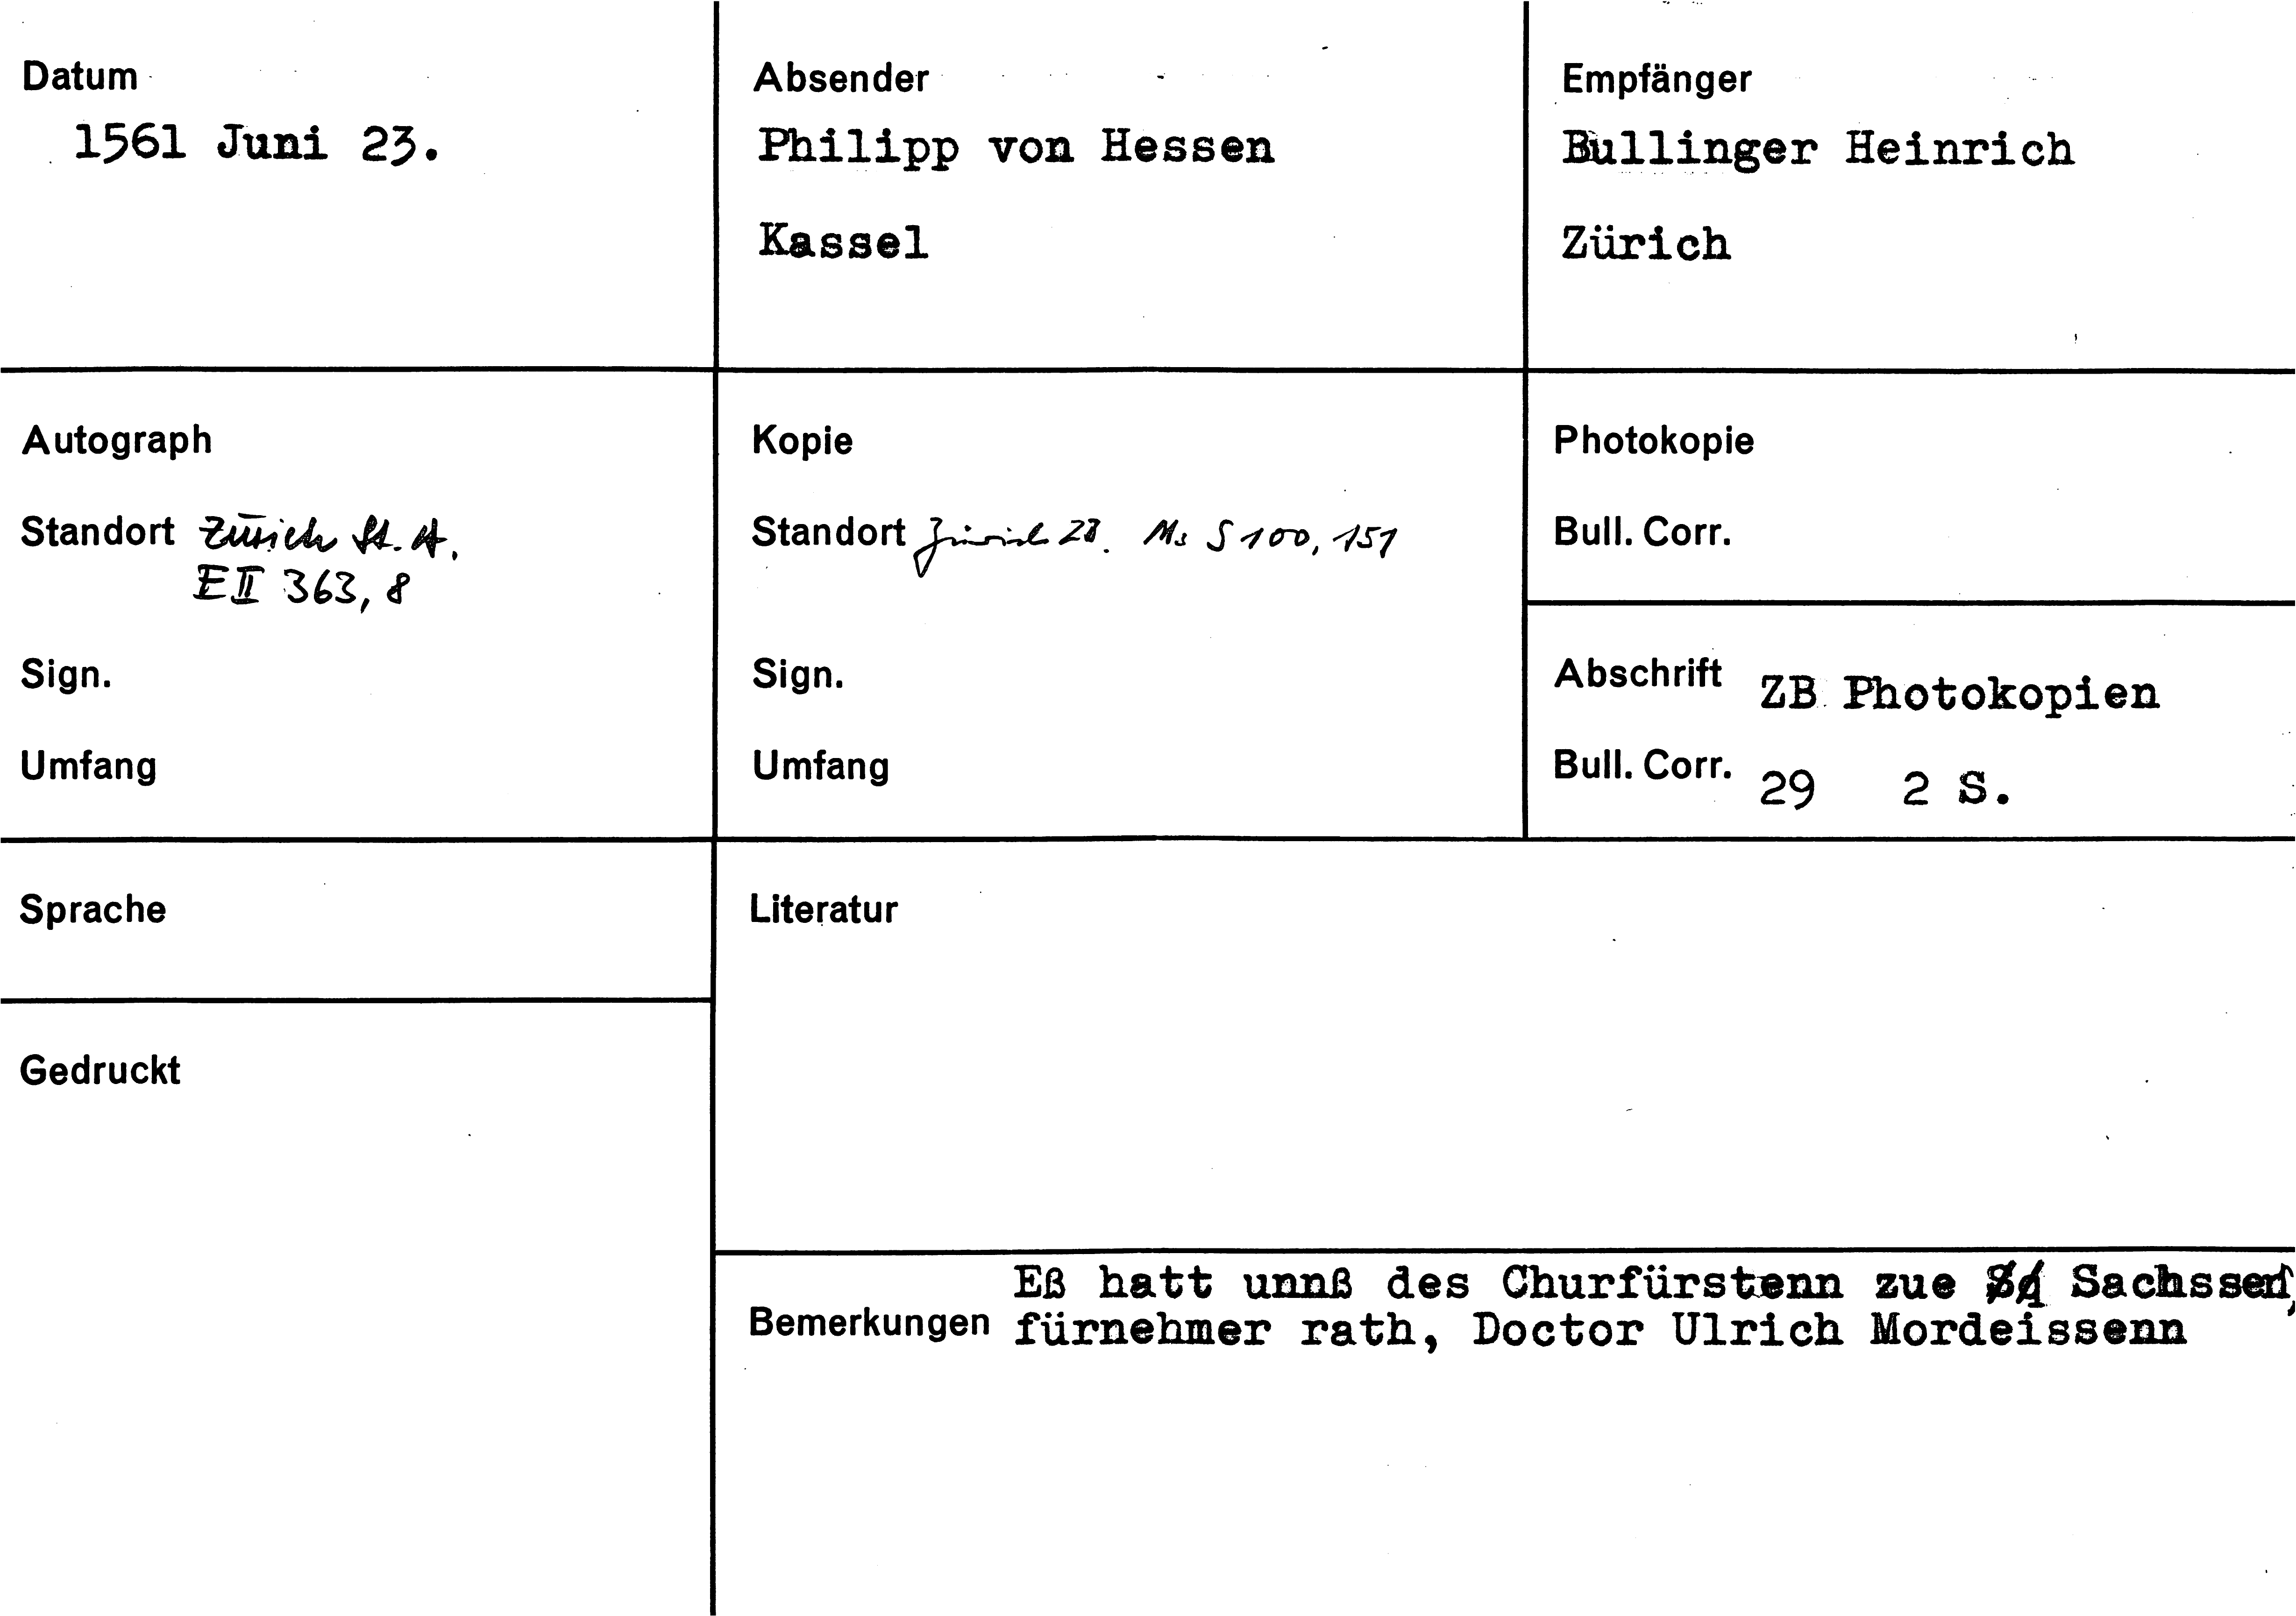 Datum
1561 Juni 23.
Absender
Philipp von Hessen
Kassel
Empfänger
Bullinger Heinrich
Zürich
Autograph
Standort Zürich St. A.
E II 363, 8
Sign.
Umfang
Kopie
Standort Zürich ZB. Ms S 100, 151
Sign.
Umfang
Photokopie
Bull. Corr.
Abschrift ZB Photokopien
Bull. Corr. 29 2 S.
Sprache
Gedruckt
Literatur
Bemerkungen
Eß hatt unnß des Churfürstenn zue Sachssen,
fürnehmer rath, Doctor Ulrich Mordeissenn